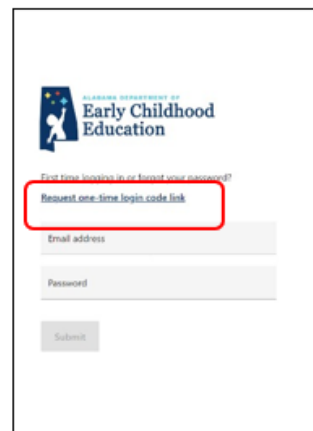 ALABAMA DEPARTMENT OF
Early Childhood
Education
First time logging in or forgot your password?
Request one-time login code link
Email address
Password
Submit